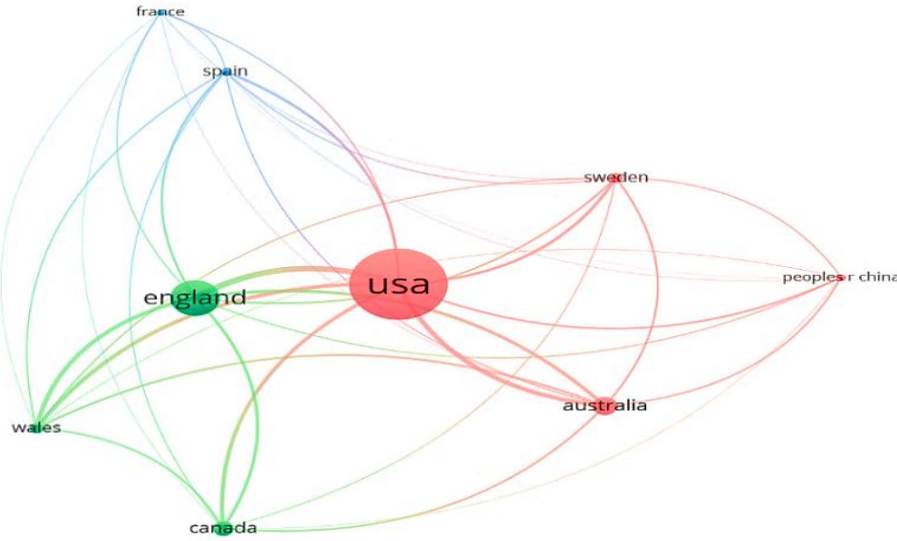 france
spain
sweden
peoples r china
usa
england
australia
wales
canada